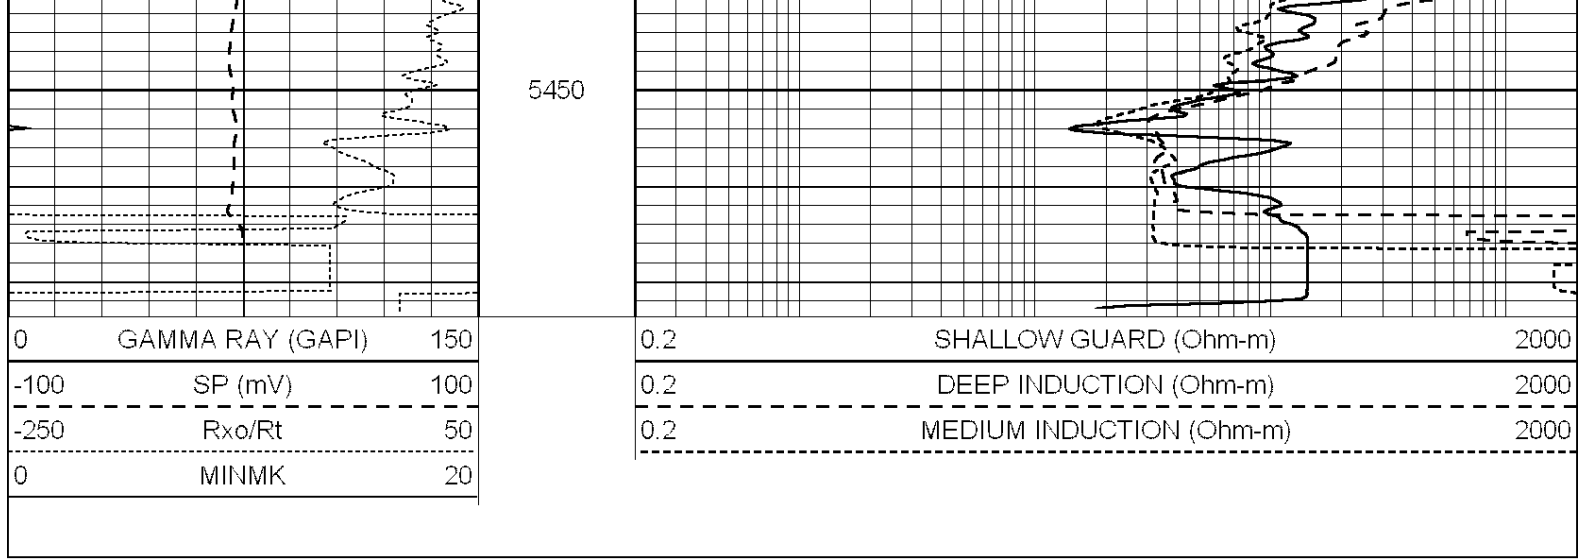 5450
0 GAMMA RAY (GAPI) 150 0.2 SHALLOW GUARD (Ohm-m) 2000
-100 SP (mV) 100 0.2 DEEP INDUCTION (Ohm-m) 2000
-250 Rxo/Rt 50 0.2 MEDIUM INDUCTION (Ohm-m) 2000
0 MINMK 20